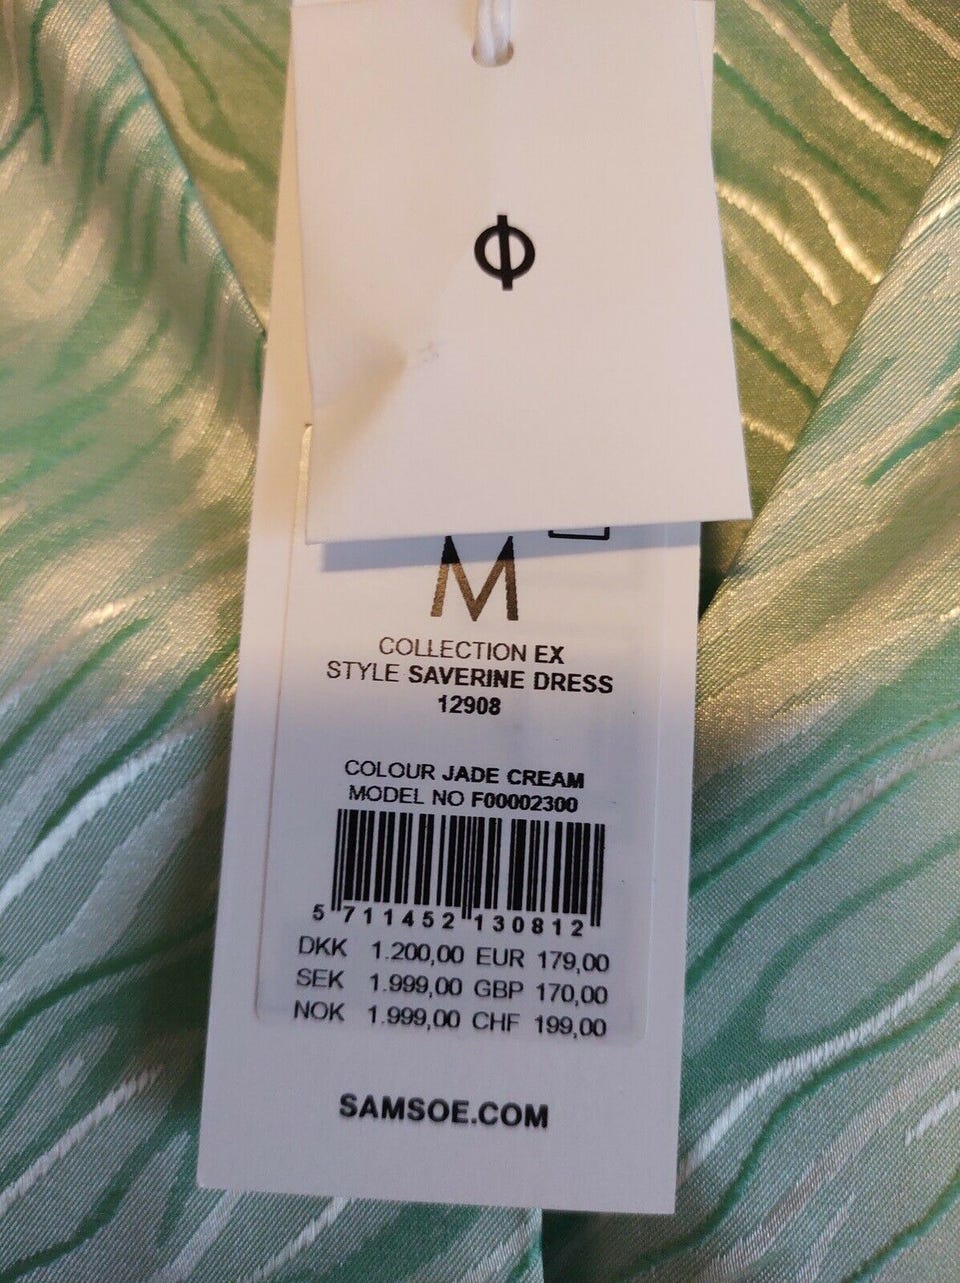 Φ
M
COLLECTION EX
STYLE SAVERINE DRESS
12908
COLOUR JADE CREAM
MODEL NO F00002300
5 711452 130812
DKK 1.200,00 EUR 179,00
SEK 1.999,00 GBP 170,00
NOK 1.999,00 CHF 199,00
SAMSOE.COM